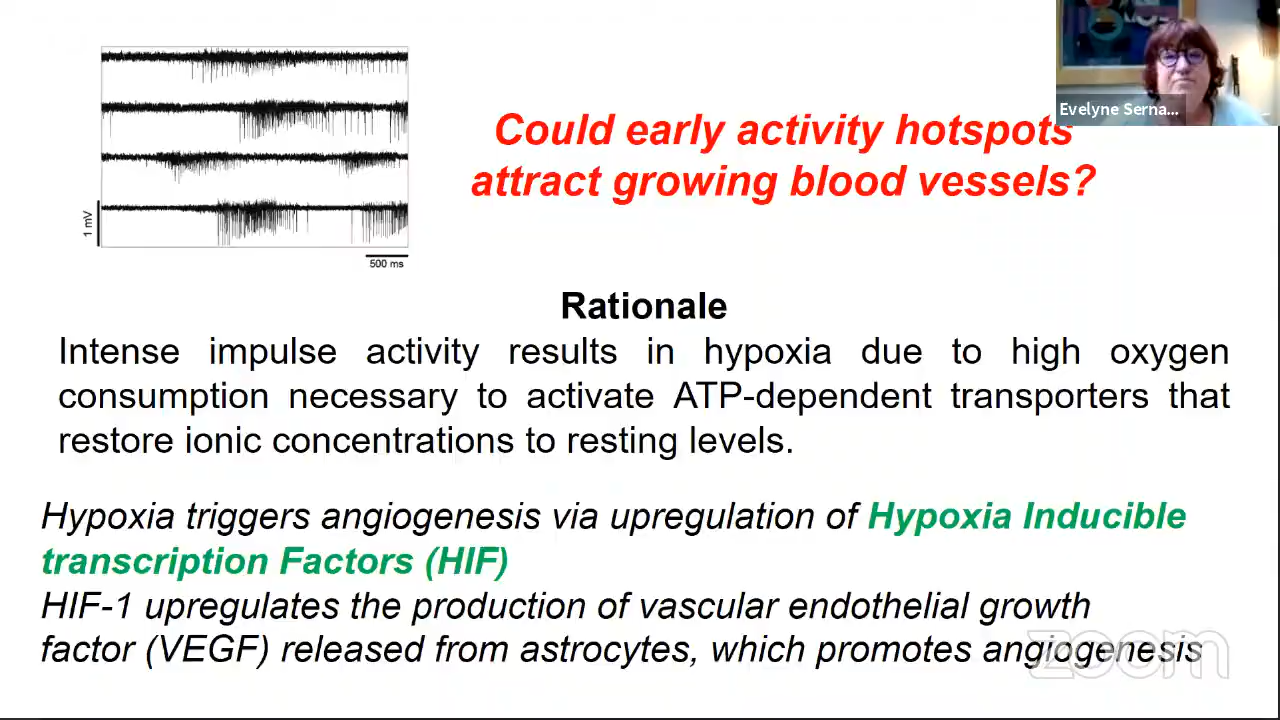 Evelyne Serna...
Could early activity hotspots
attract growing blood vessels?
1 mV
500 ms
Rationale
Intense impulse activity results in hypoxia due to high oxygen
consumption necessary to activate ATP-dependent transporters that
restore ionic concentrations to resting levels.
Hypoxia triggers angiogenesis via upregulation of Hypoxia Inducible
transcription Factors (HIF)
HIF-1 upregulates the production of vascular endothelial growth
factor (VEGF) released from astrocytes, which promotes angiogenesis
zoom